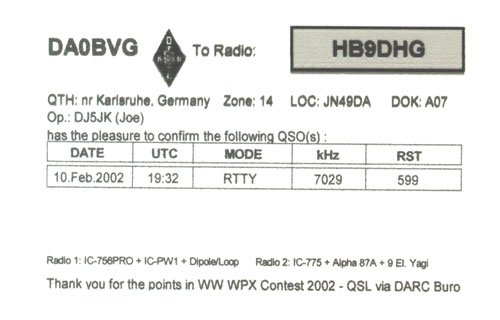 DA0BVG To Radio: HB9DHG
QTH: nr Karlsruhe, Germany Zone: 14 LOC: JN49DA DOK: A07
Op.: DJ5JK (Joe)
has the pleasure to confirm the following QSO(s) :
DATE UTC MODE kHz RST
10.Feb.2002 19:32 RTTY 7029 599
Radio 1: IC-756PRO + IC-PW1 + Dipole/Loop Radio 2: IC-775 + Alpha 87A + 9 El. Yagi
Thank you for the points in WW WPX Contest 2002 - QSL via DARC Buro